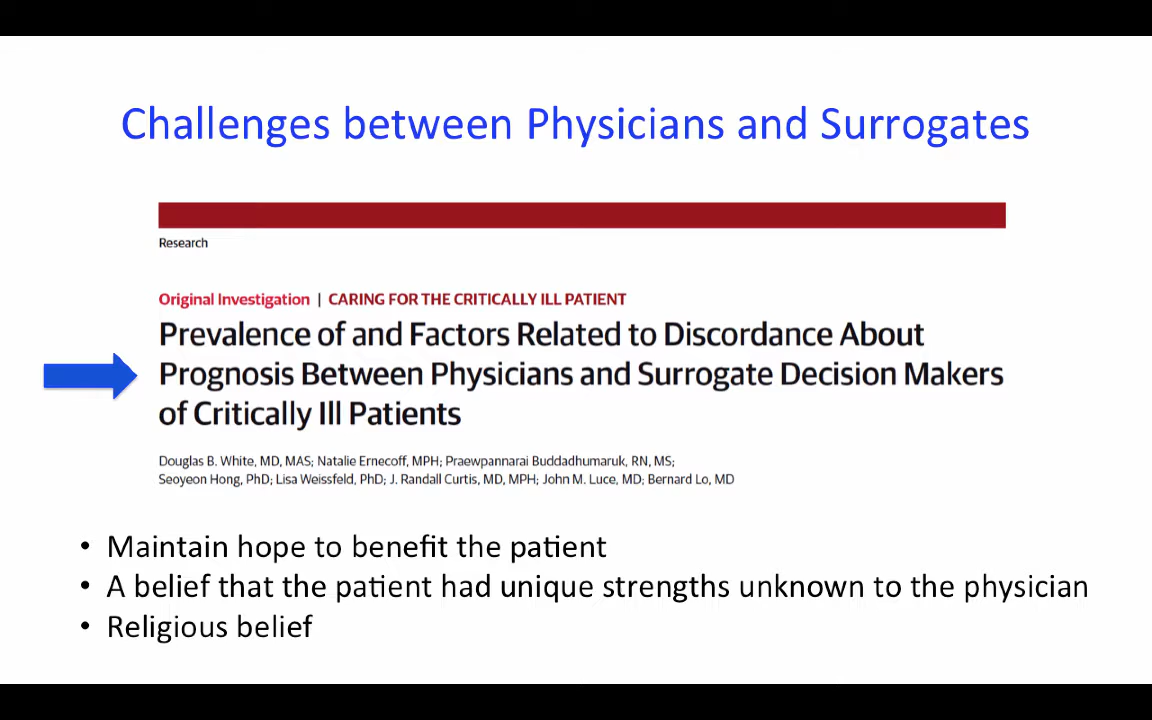 Challenges between Physicians and Surrogates
Research
Original Investigation | CARING FOR THE CRITICALLY ILL PATIENT
Prevalence of and Factors Related to Discordance About
Prognosis Between Physicians and Surrogate Decision Makers
of Critically Ill Patients
Douglas B. White, MD, MAS; Natalie Ernecoff, MPH; Praewpannarai Buddadhumaruk, RN, MS;
Seoyeon Hong, PhD; Lisa Weissfeld, PhD; J. Randall Curtis, MD, MPH; John M. Luce, MD; Bernard Lo, MD
• Maintain hope to benefit the patient
• A belief that the patient had unique strengths unknown to the physician
• Religious belief